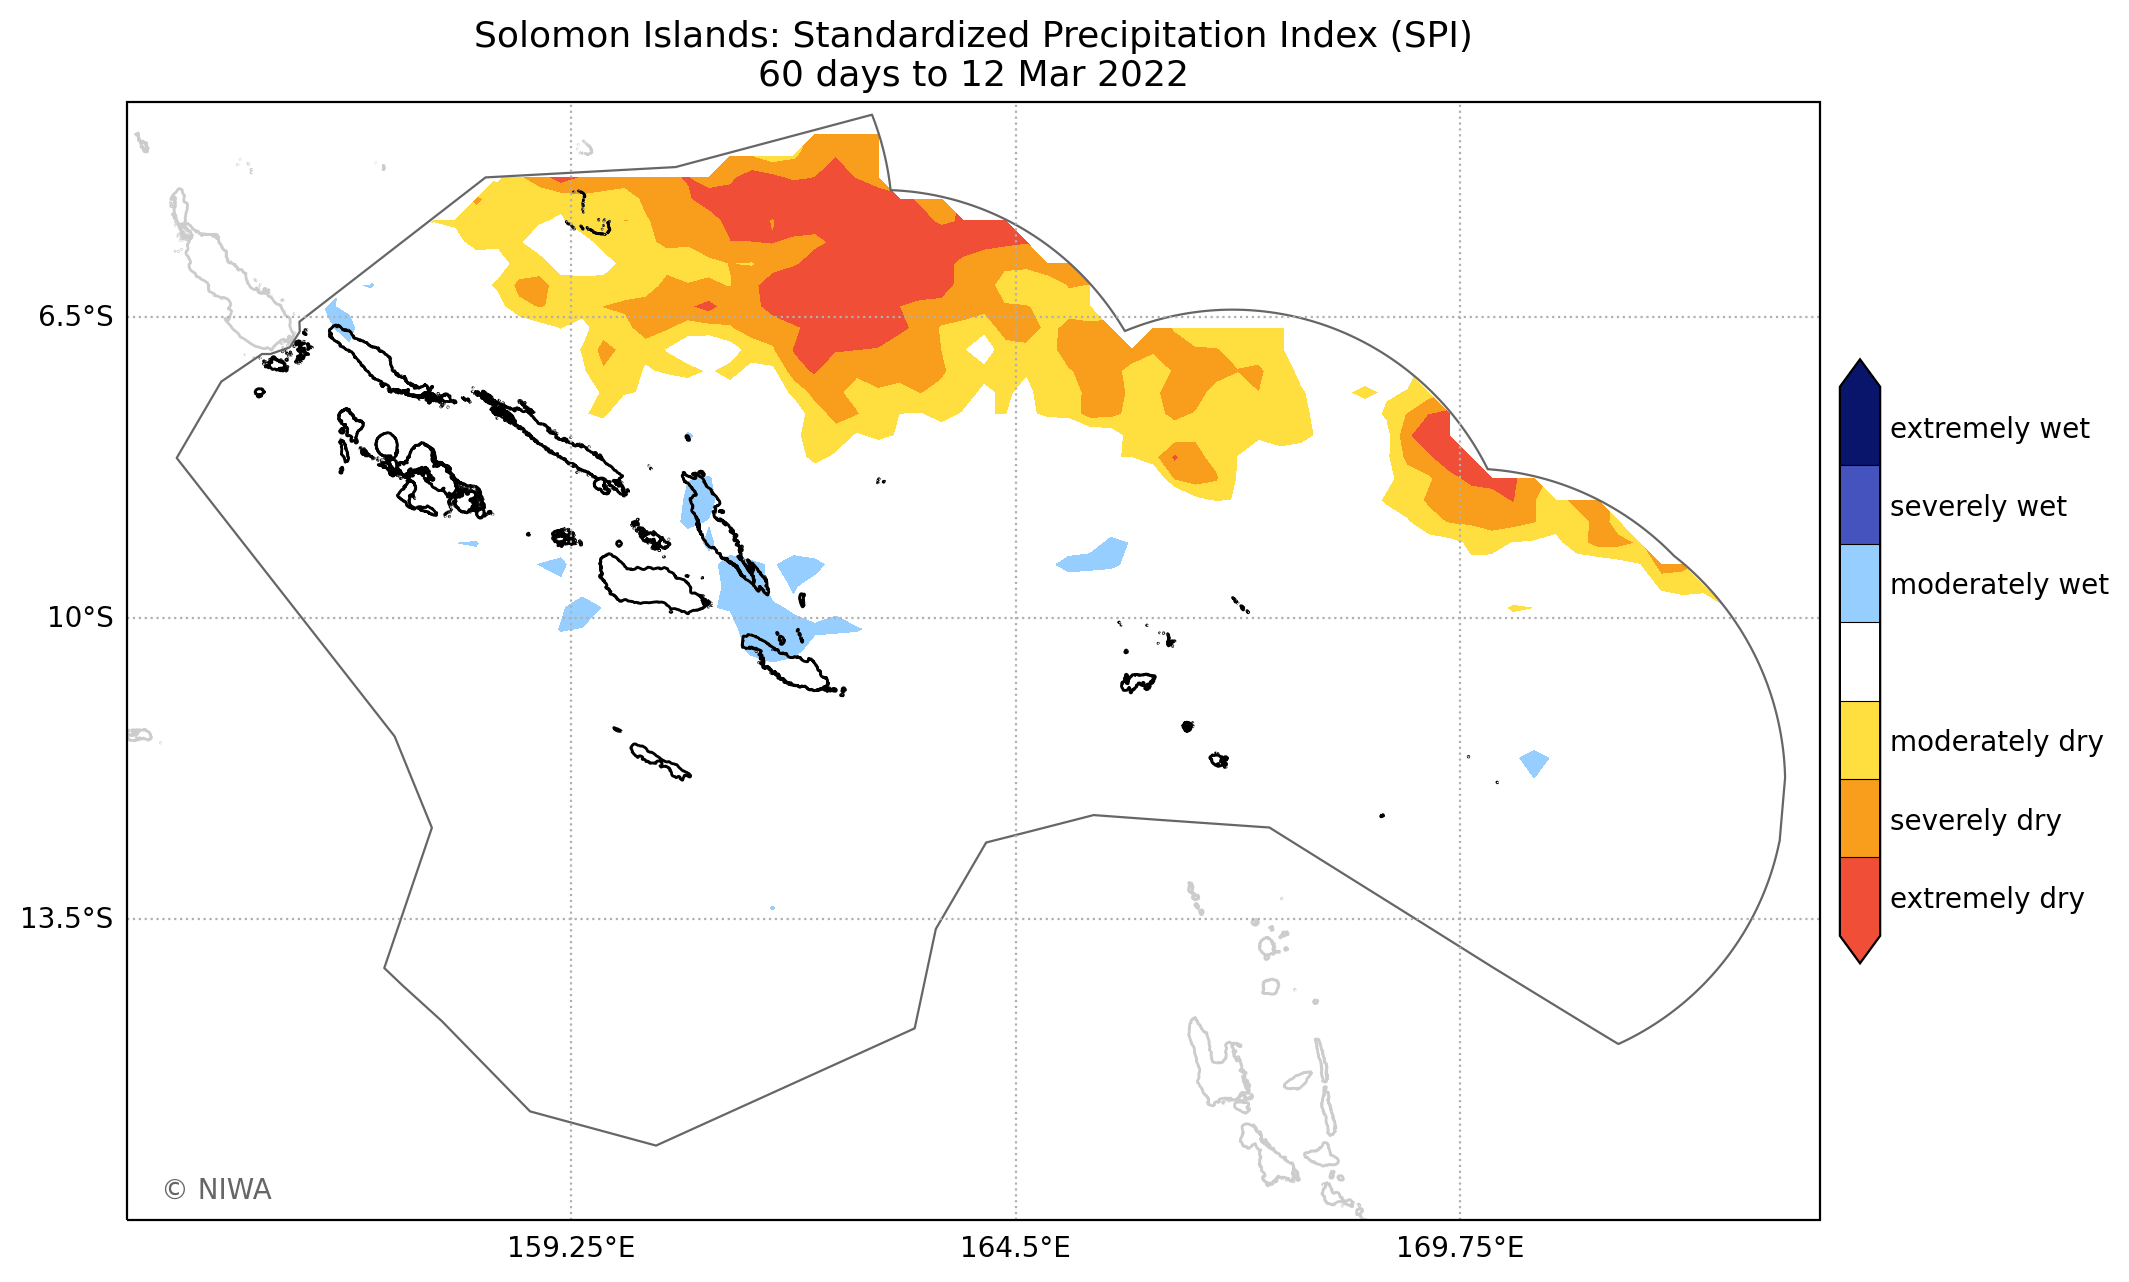 Solomon Islands: Standardized Precipitation Index (SPI)
60 days to 12 Mar 2022
6.5°S
10°S
13.5°S
159.25°E
164.5°E
169.75°E
extremely wet
severely wet
moderately wet
moderately dry
severely dry
extremely dry
© NIWA